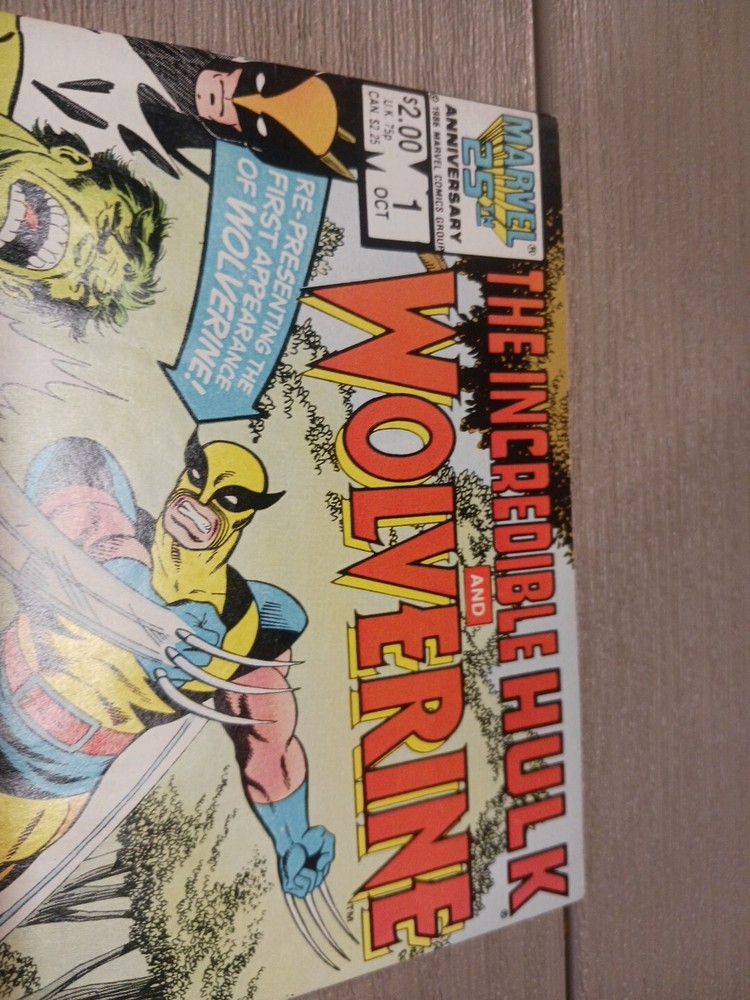 MARVEL®
25TH
ANNIVERSARY
© 1986 MARVEL COMICS GROUP
$2.00
U.K. 75p
CAN. $2.25
1
OCT
THE INCREDIBLE HULK®
AND
WOLVERINE™
RE-PRESENTING THE
FIRST APPEARANCE
OF WOLVERINE!